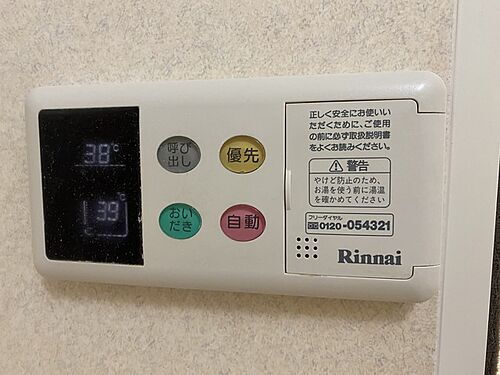 38℃
39
℃
呼び
出し
優先
おい
だき
自動
正しく安全にお使いい
ただくために、ご使用
の前に必ず取扱説明書
をよくお読みください。
警告
やけど防止のため、
お湯を使う前に湯温
を確かめてください
フリーダイヤル
0120-054321
Rinnai